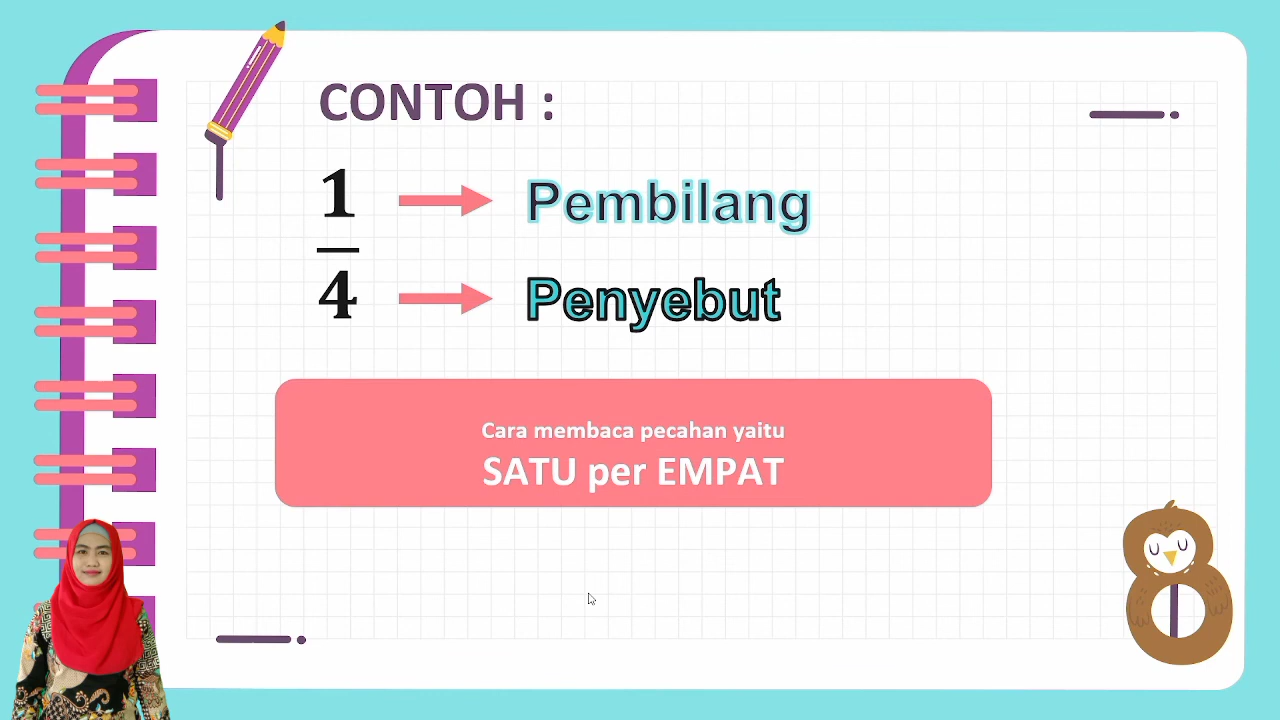 CONTOH :
1 Pembilang
4 Penyebut
Cara membaca pecahan yaitu
SATU per EMPAT